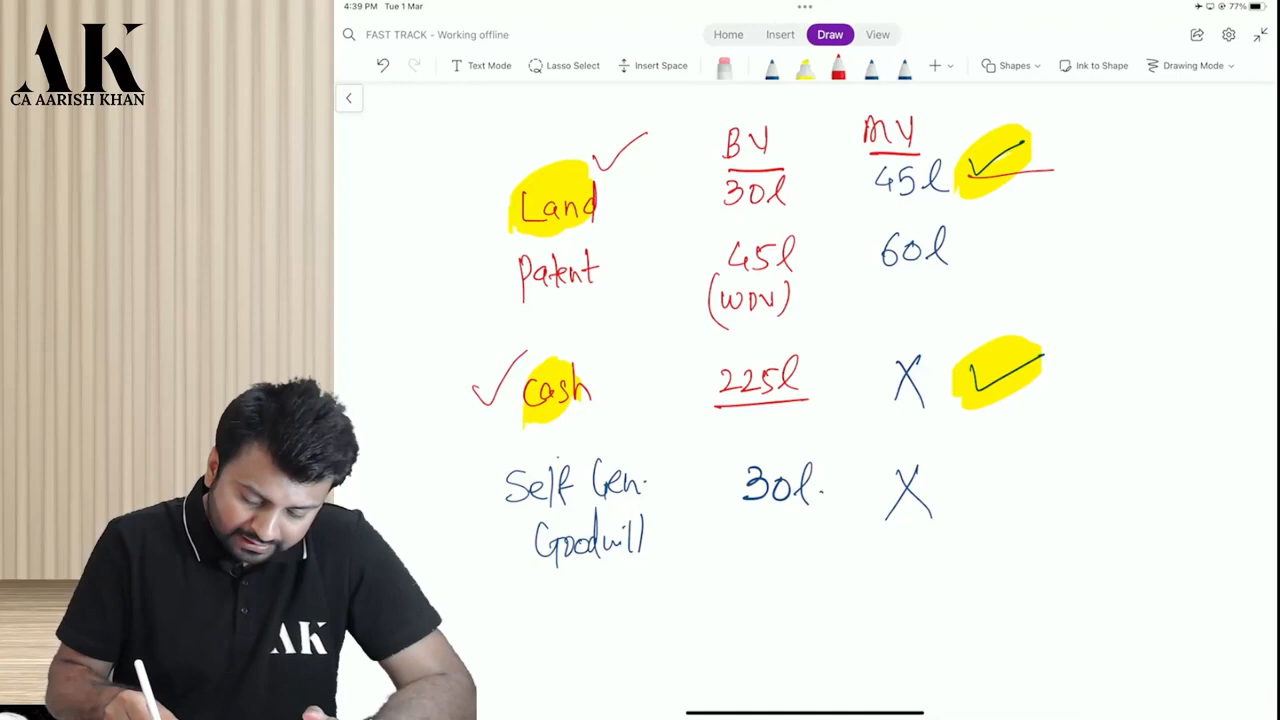 4:39 PM Tue 1 Mar
77%
FAST TRACK - Working offline
Home Insert Draw View
Text Mode Lasso Select Insert Space Shapes Ink to Shape Drawing Mode
AK
CA AARISH KHAN
BV MV
Land 30l 45l
Patent 45l 60l
(WDV)
Cash 225l X
Self Gen. 30l. X
Goodwill
AK